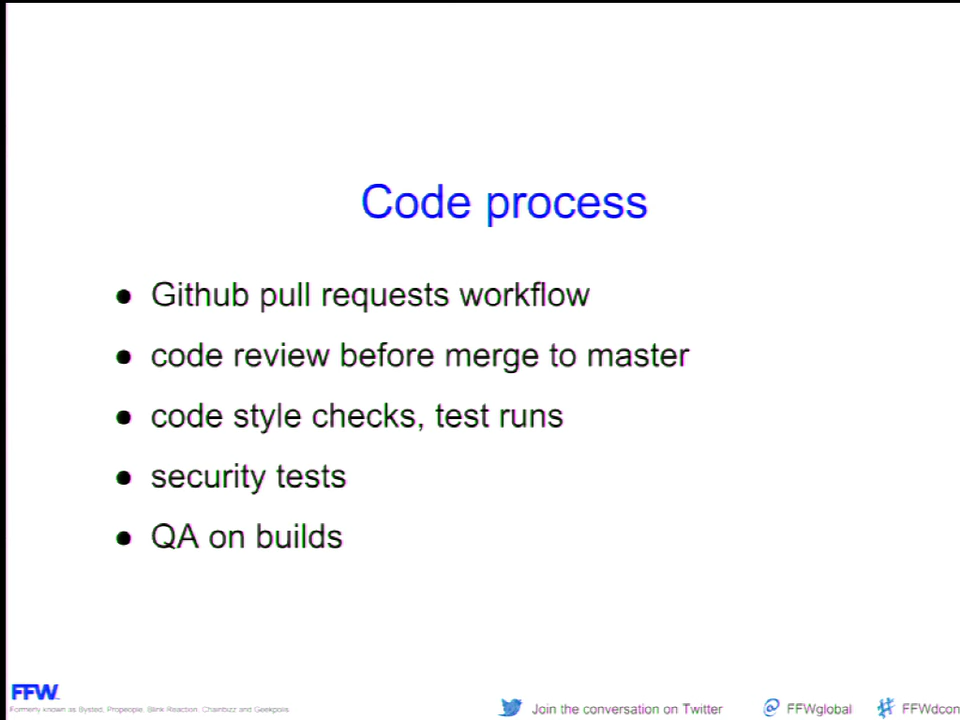 Code process
● Github pull requests workflow
● code review before merge to master
● code style checks, test runs
● security tests
● QA on builds
FFW.
Formerly known as Bysted, Propeople, Blink Reaction, Chainbizz and Geekpolis
Join the conversation on Twitter @ FFWglobal # FFWdcon